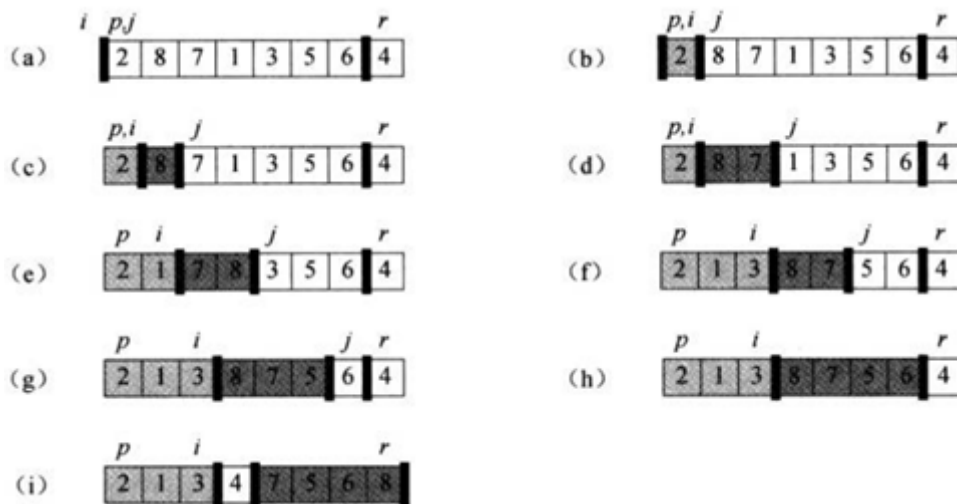 i p,j r
(a) 2 8 7 1 3 5 6 4
p,i j r
(b) 2 8 7 1 3 5 6 4
p,i j r
(c) 2 8 7 1 3 5 6 4
p,i j r
(d) 2 8 7 1 3 5 6 4
p i j r
(e) 2 1 7 8 3 5 6 4
p i j r
(f) 2 1 3 8 7 5 6 4
p i j r
(g) 2 1 3 8 7 5 6 4
p i r
(h) 2 1 3 8 7 5 6 4
p i r
(i) 2 1 3 4 7 5 6 8